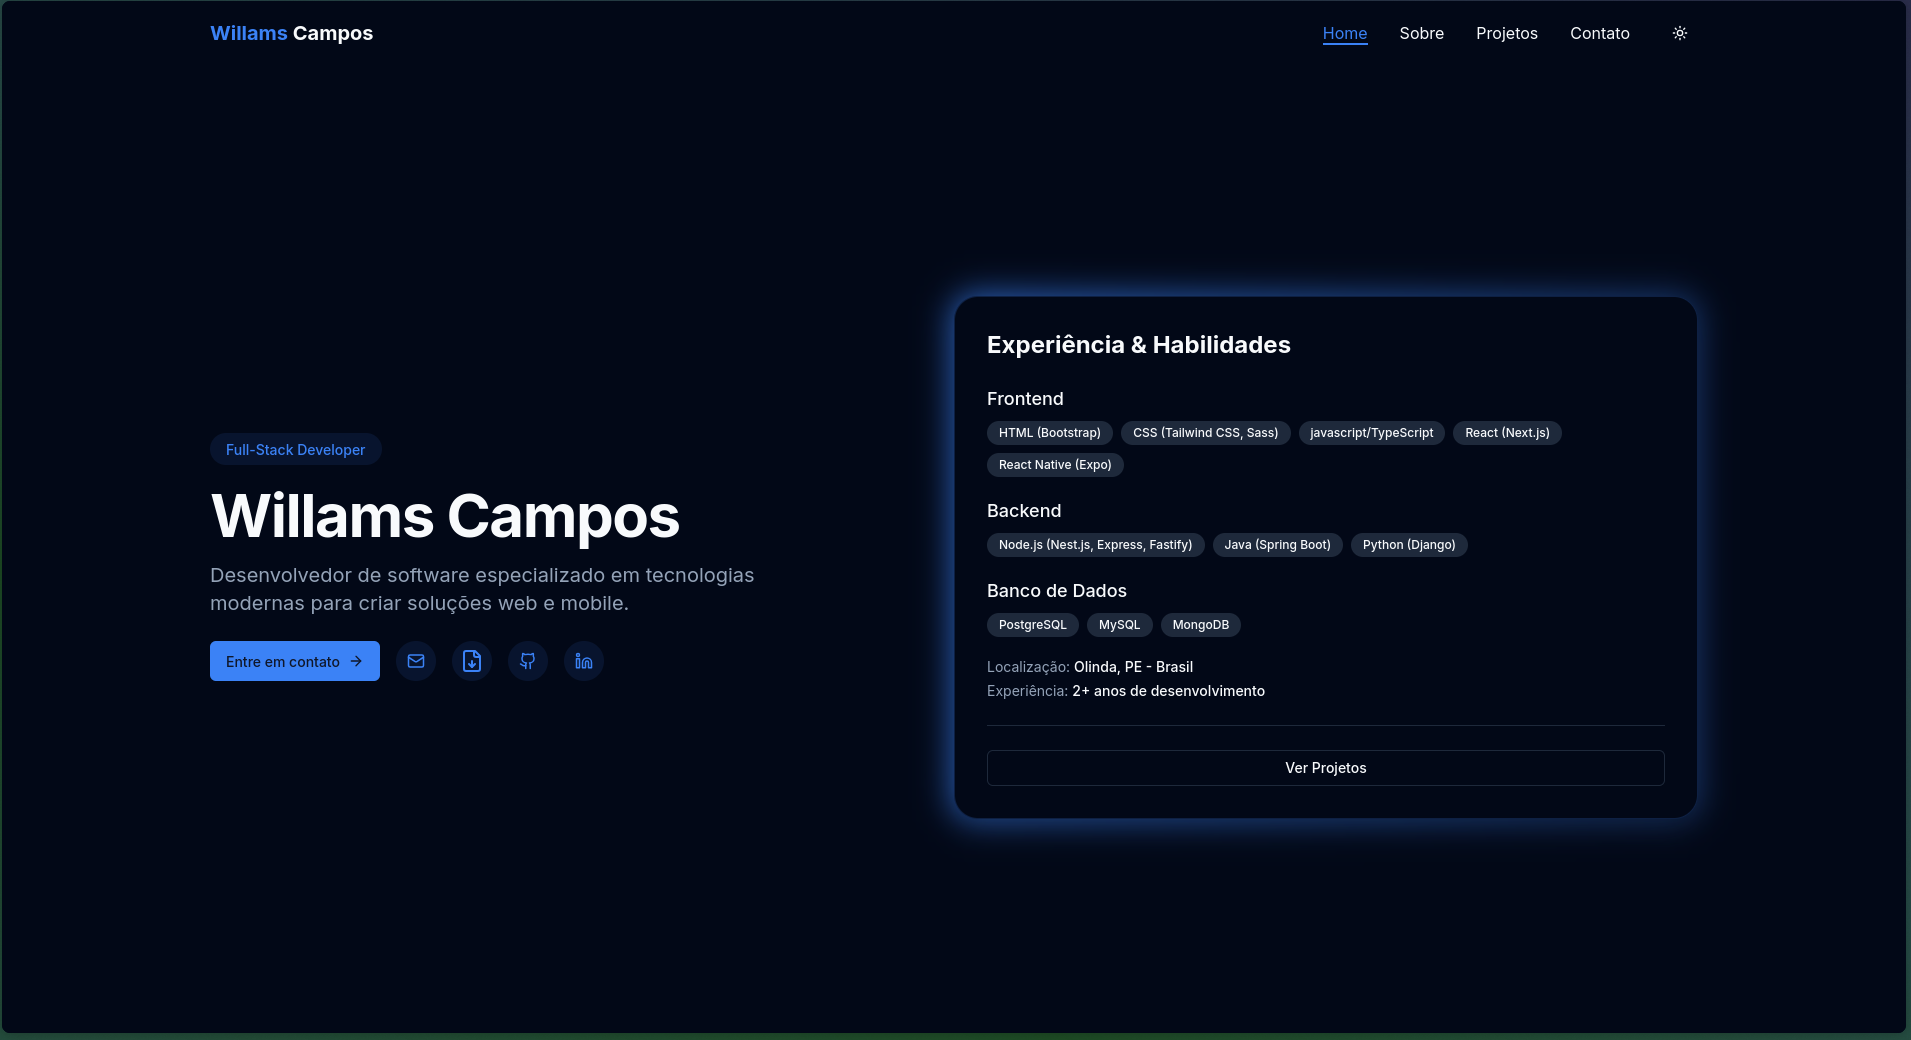 Willams Campos
Home
Sobre
Projetos
Contato
Full-Stack Developer
Willams Campos
Desenvolvedor de software especializado em tecnologias
modernas para criar soluções web e mobile.
Entre em contato
Experiência & Habilidades
Frontend
HTML (Bootstrap)
CSS (Tailwind CSS, Sass)
javascript/TypeScript
React (Next.js)
React Native (Expo)
Backend
Node.js (Nest.js, Express, Fastify)
Java (Spring Boot)
Python (Django)
Banco de Dados
PostgreSQL
MySQL
MongoDB
Localização: Olinda, PE - Brasil
Experiência: 2+ anos de desenvolvimento
Ver Projetos